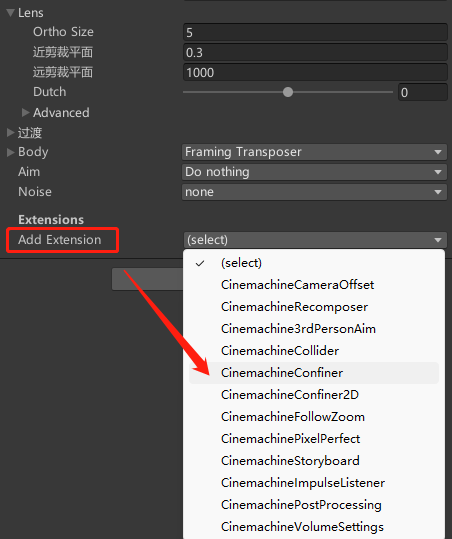 Lens
Ortho Size 5
近剪裁平面 0.3
远剪裁平面 1000
Dutch 0
Advanced
过渡
Body Framing Transposer
Aim Do nothing
Noise none
Extensions
Add Extension (select)
✓ (select)
CinemachineCameraOffset
CinemachineRecomposer
Cinemachine3rdPersonAim
CinemachineCollider
CinemachineConfiner
CinemachineConfiner2D
CinemachineFollowZoom
CinemachinePixelPerfect
CinemachineStoryboard
CinemachineImpulseListener
CinemachinePostProcessing
CinemachineVolumeSettings